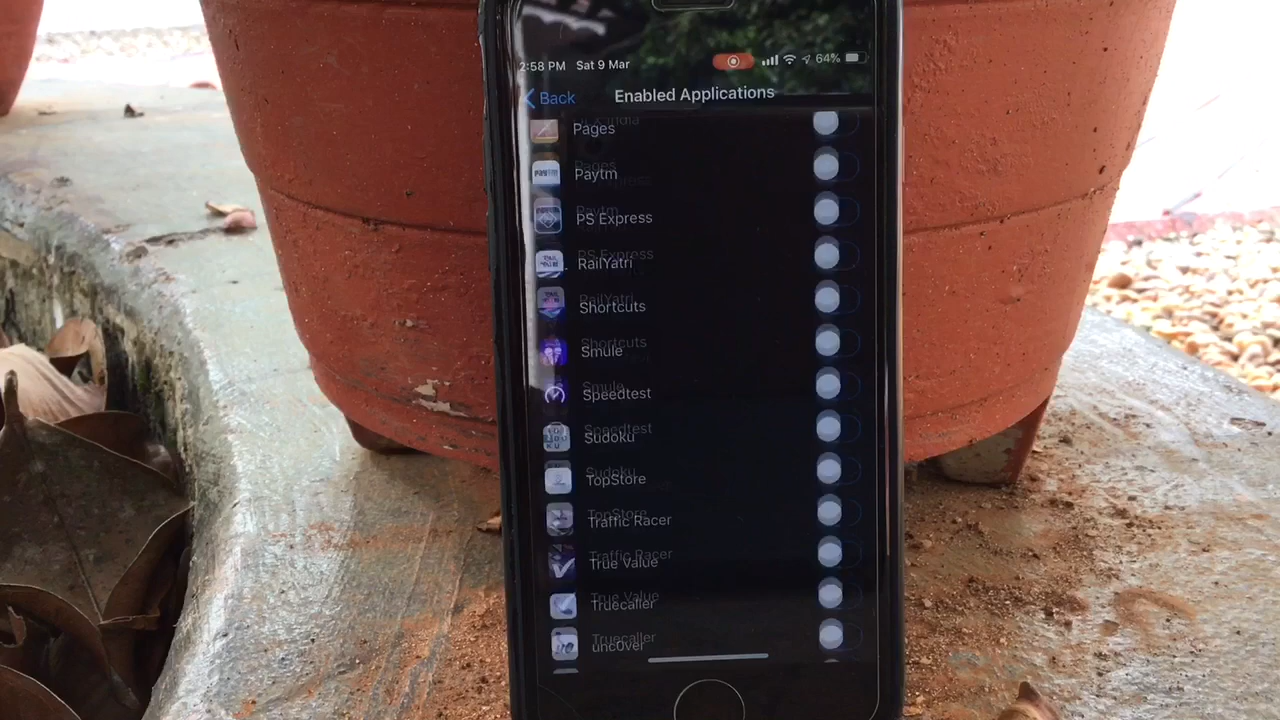 2:58 PM Sat 9 Mar 64%
Back Enabled Applications
Pages
Paytm
PS Express
RailYatri
Shortcuts
Smule
Speedtest
Sudoku
TopStore
Traffic Racer
True Value
Truecaller
unc0ver